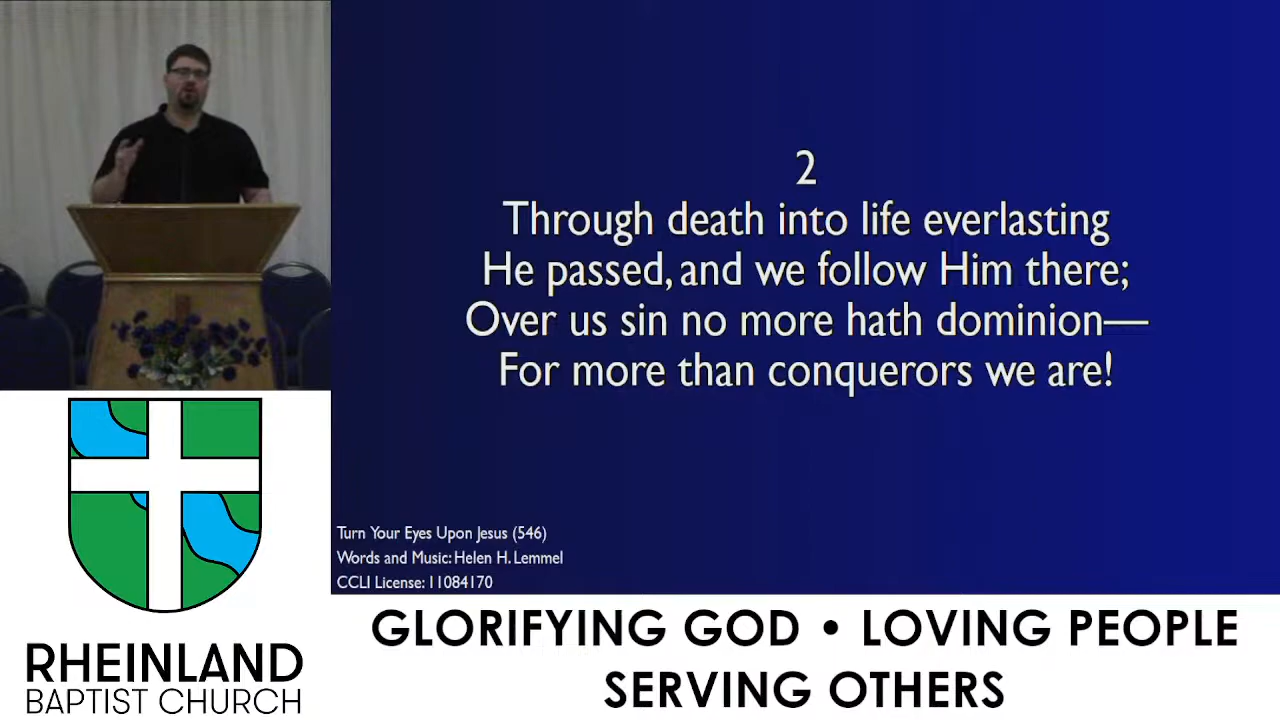 2
Through death into life everlasting
He passed, and we follow Him there;
Over us sin no more hath dominion—
For more than conquerors we are!
Turn Your Eyes Upon Jesus (546)
Words and Music: Helen H. Lemmel
CCLI License: 11084170
RHEINLAND
BAPTIST CHURCH
GLORIFYING GOD • LOVING PEOPLE
SERVING OTHERS